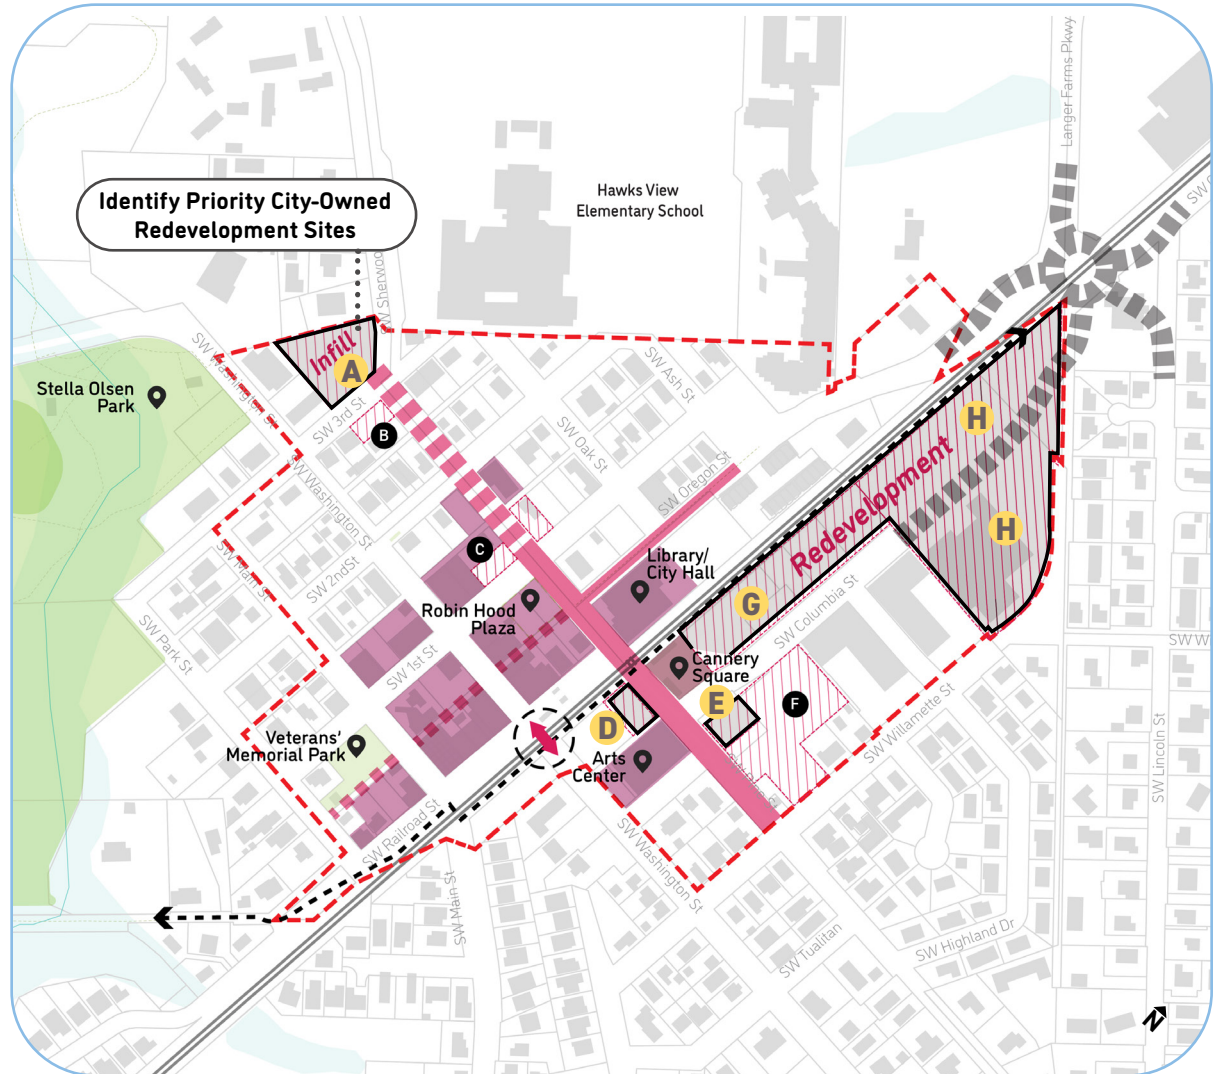 Langer Farms Pkwy
Identify Priority City-Owned
Redevelopment Sites
Hawks View
Elementary School
SW Sherwood
Stella Olsen
Park
SW Washington St
Infill
A
SW 3rd St
B
SW Ash St
SW Oak St
SW Oregon St
H
Redevelopment
H
SW Washington St
SW 2ndSt
SW Main St
C
Library/
City Hall
Robin Hood
Plaza
G
SW Columbia St
SW Park St
SW 1st St
Cannery
Square
E
F
D
Veterans'
Memorial Park
Arts
Center
SW Willamette St
SW W
SW Lincoln St
SW Railroad St
SW Washington St
SW Main St
SW Tualitan
SW Highland Dr
N